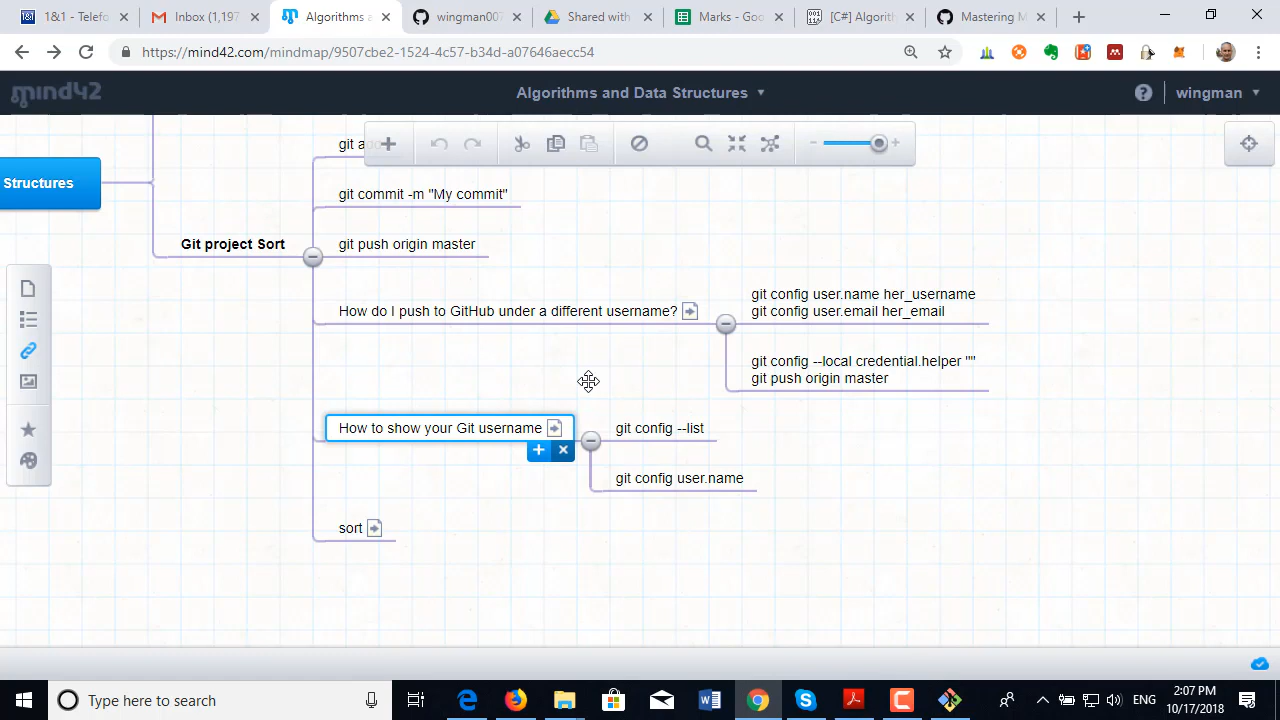 1&1 - Telefo
Inbox (1,197
Algorithms a
wingman007
Shared with
Marks - Goo
[C#] Algorith
Mastering M
https://mind42.com/mindmap/9507cbe2-1524-4c57-b34d-a07646aecc54
mind42
Algorithms and Data Structures
wingman
Structures
git a
git commit -m "My commit"
Git project Sort
git push origin master
How do I push to GitHub under a different username?
git config user.name her_username
git config user.email her_email
git config --local credential.helper ""
git push origin master
How to show your Git username
git config --list
git config user.name
sort
Type here to search
ENG
2:07 PM
10/17/2018